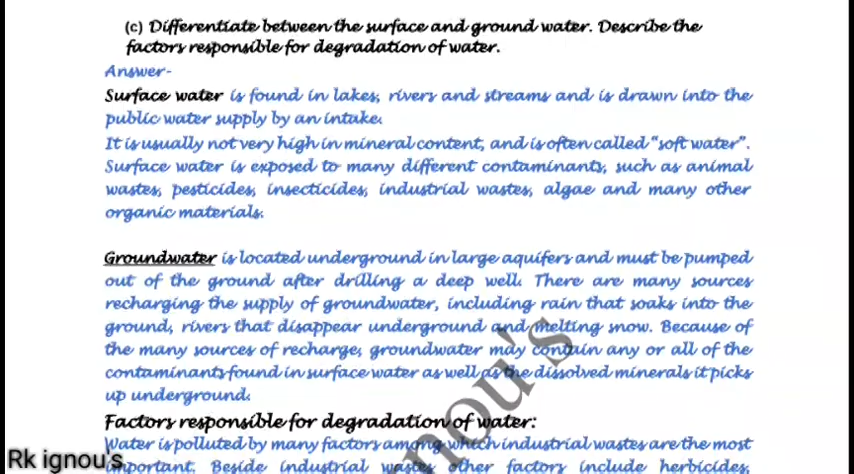 (c) Differentiate between the surface and ground water. Describe the
factors responsible for degradation of water.
Answer-
Surface water is found in lakes, rivers and streams and is drawn into the
public water supply by an intake.
It is usually not very high in mineral content, and is often called "soft water".
Surface water is exposed to many different contaminants, such as animal
wastes, pesticides, insecticides, industrial wastes, algae and many other
organic materials.
Groundwater is located underground in large aquifers and must be pumped
out of the ground after drilling a deep well. There are many sources
recharging the supply of groundwater, including rain that soaks into the
ground, rivers that disappear underground and melting snow. Because of
the many sources of recharge, groundwater may contain any or all of the
contaminants found in surface water as well as the dissolved minerals it picks
up underground.
Factors responsible for degradation of water:
Water is polluted by many factors among which industrial wastes are the most
important. Beside industrial wastes other factors include herbicides,
Rk ignou's
nou's